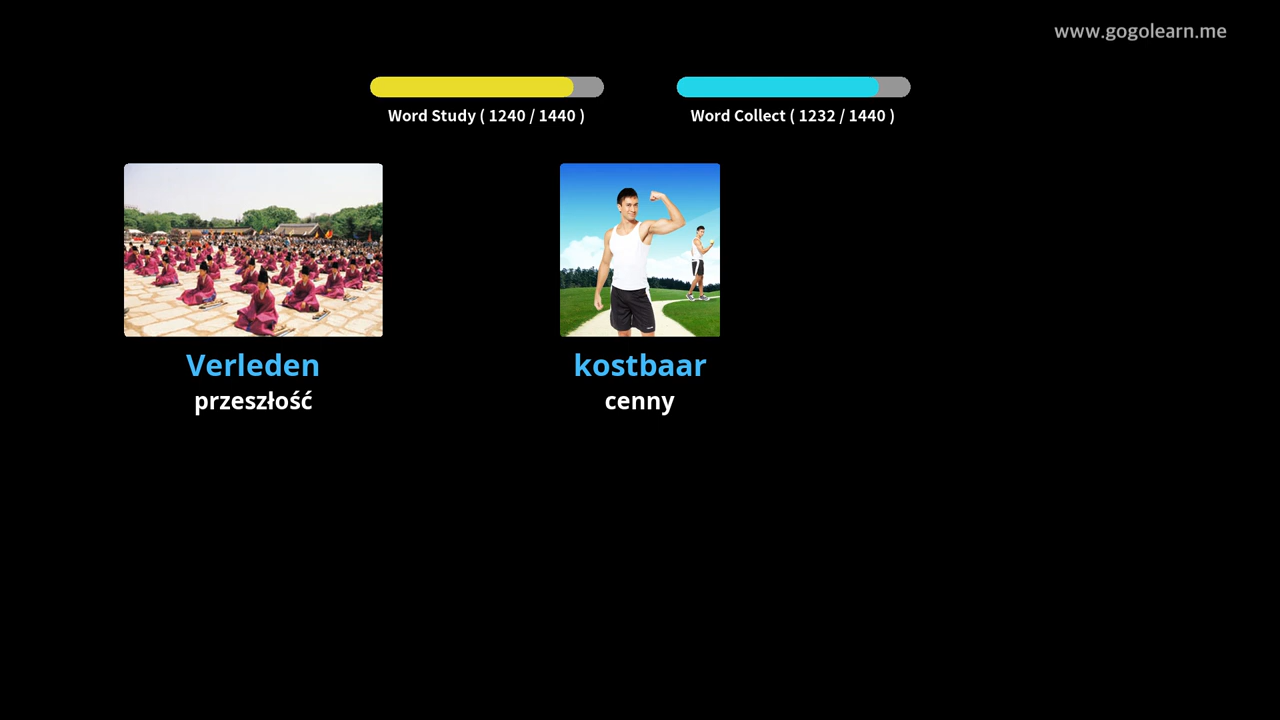 www.gogolearn.me
Word Study ( 1240 / 1440 )
Word Collect ( 1232 / 1440 )
Verleden
przeszłość
kostbaar
cenny